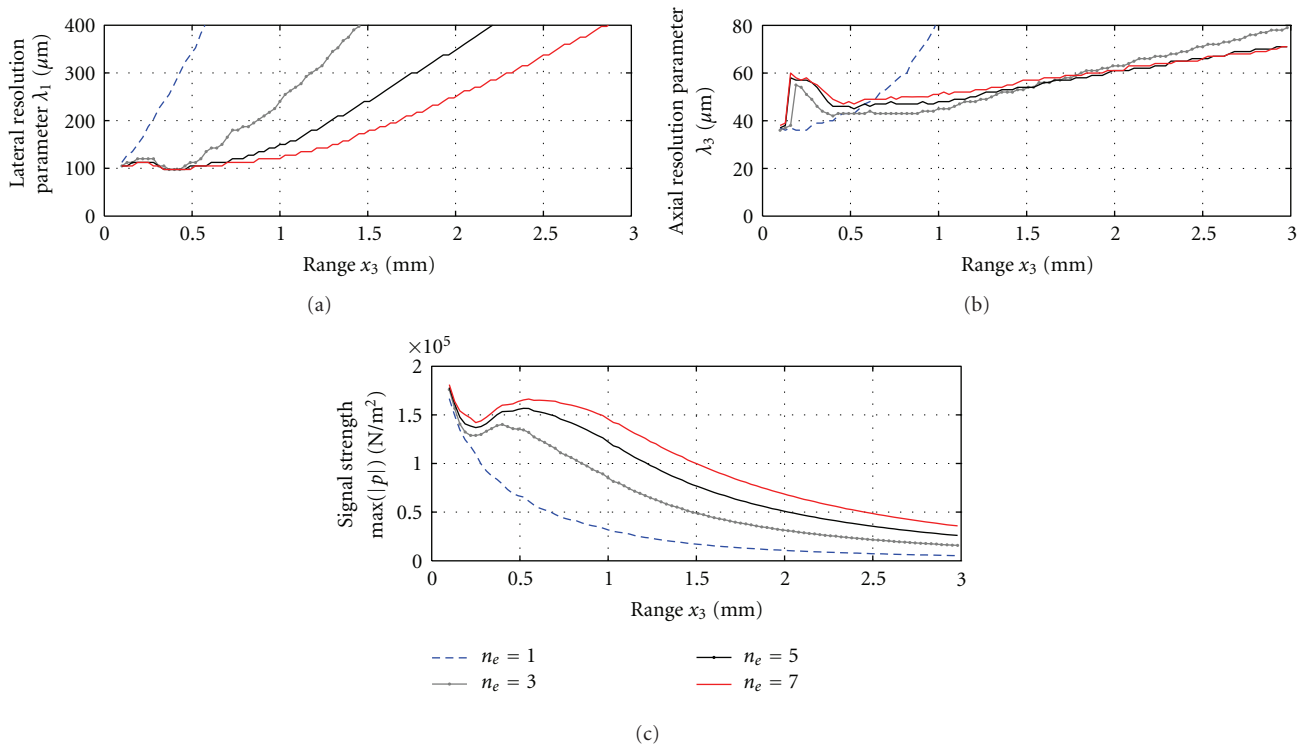 Lateral resolution
parameter λ1 (μm)
400
300
200
100
0
0 0.5 1 1.5 2 2.5 3
Range x3 (mm)
(a)
Axial resolution parameter
λ3 (μm)
80
60
40
20
0
0 0.5 1 1.5 2 2.5 3
Range x3 (mm)
(b)
Signal strength
max(|p|) (N/m2)
×10^5
2
1.5
1
0.5
0
0 0.5 1 1.5 2 2.5 3
Range x3 (mm)
ne = 1
ne = 3
ne = 5
ne = 7
(c)